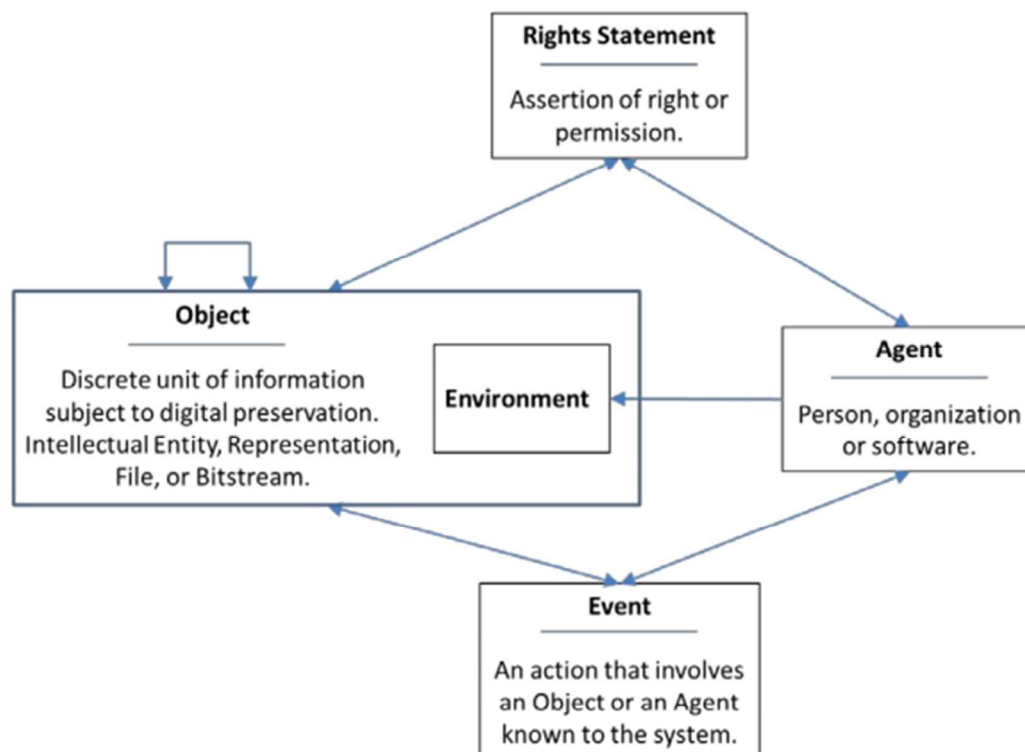 Rights Statement
Assertion of right or
permission.
Object
Discrete unit of information
subject to digital preservation.
Intellectual Entity, Representation,
File, or Bitstream.
Environment
Agent
Person, organization
or software.
Event
An action that involves
an Object or an Agent
known to the system.